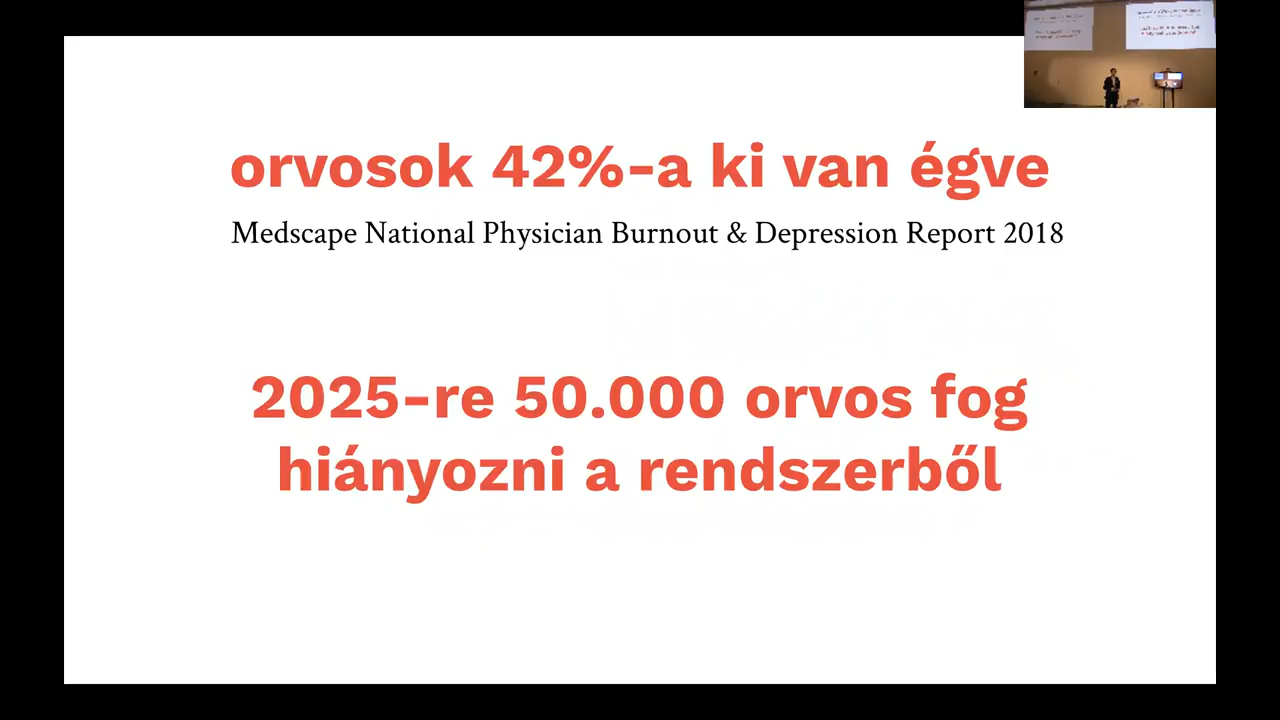 orvosok 42%-a ki van égve
Medscape National Physician Burnout & Depression Report 2018
2025-re 50.000 orvos fog
hiányozni a rendszerből